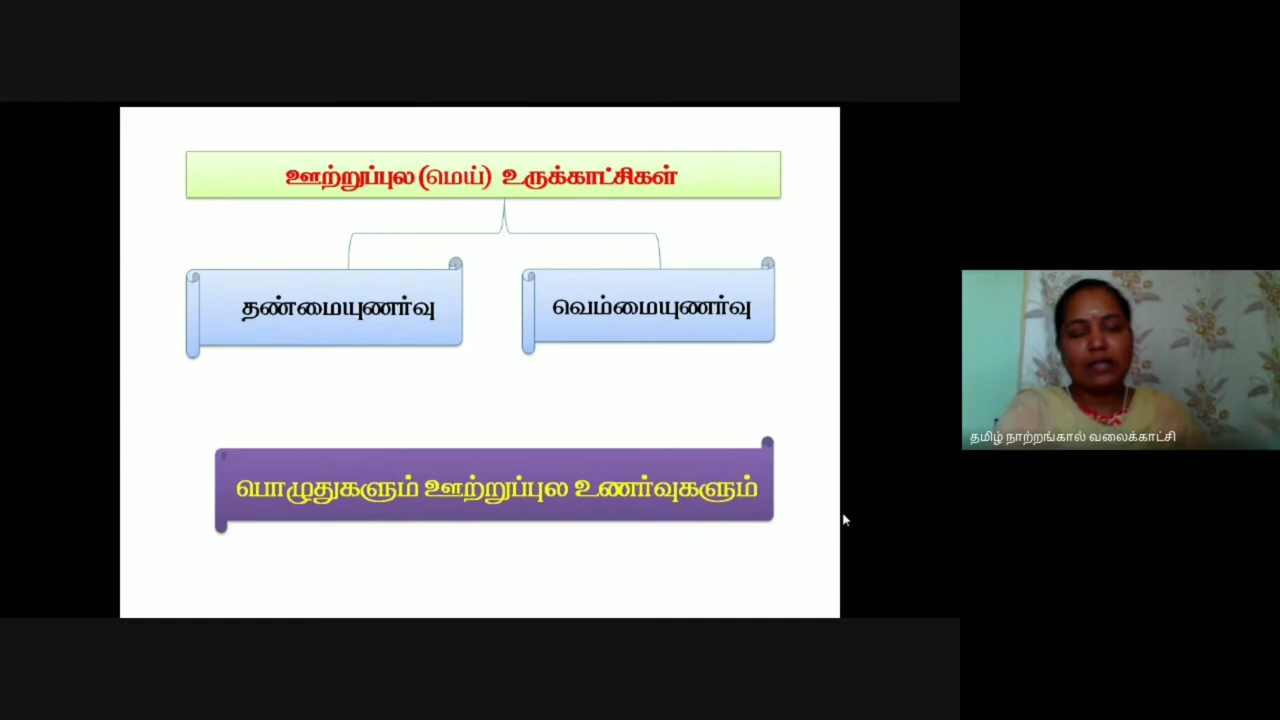 ஊற்றுப்புல (மெய்) உருக்காட்சிகள்
தண்மையுணர்வு
வெம்மையுணர்வு
பொழுதுகளும் ஊற்றுப்புல உணர்வுகளும்
தமிழ் நாற்றங்கால் வலைக்காட்சி